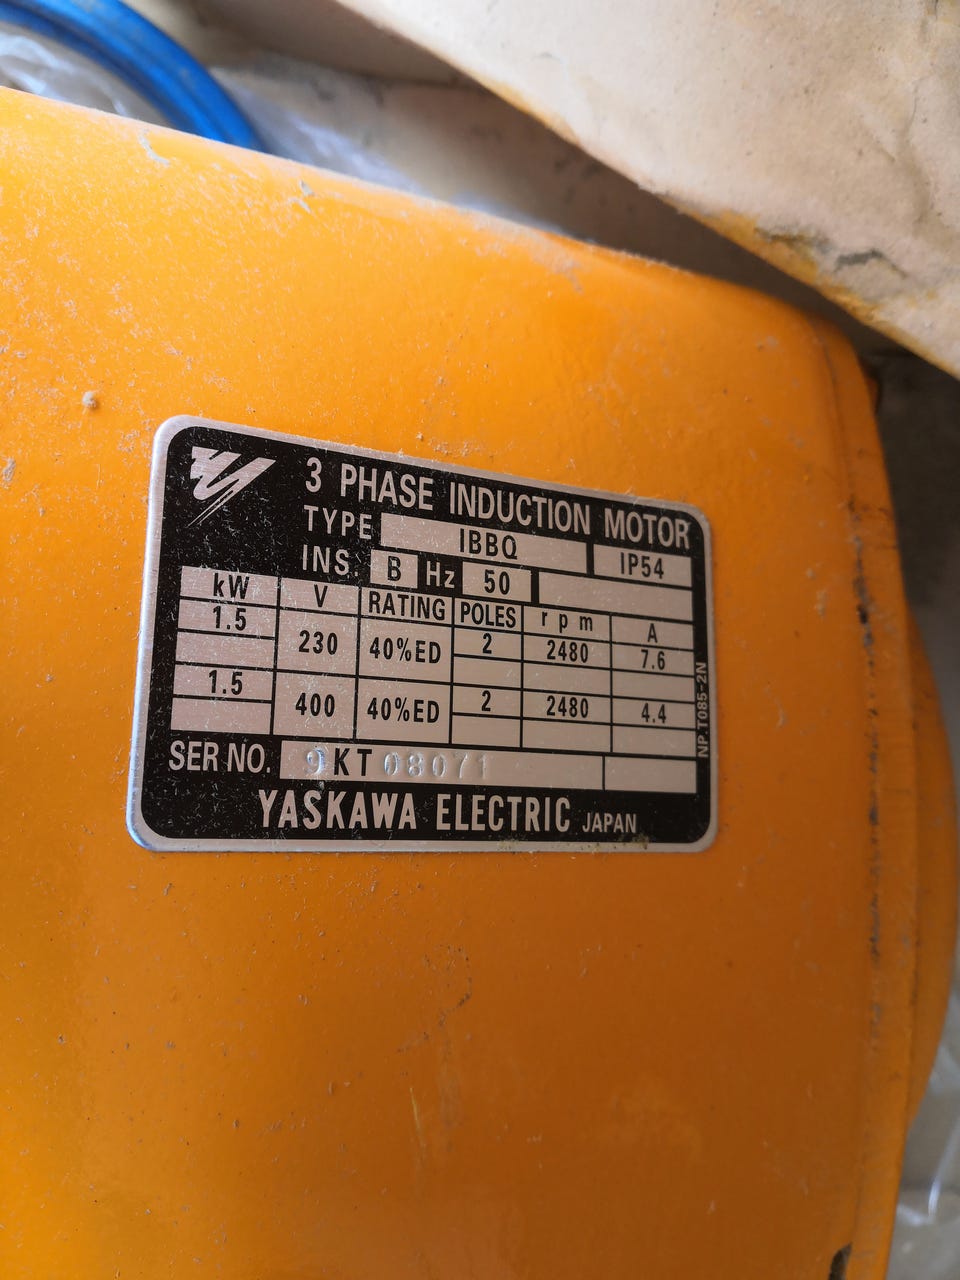 3 PHASE INDUCTION MOTOR
TYPE IBBQ IP54
INS. B Hz 50
kW V RATING POLES rpm A
1.5 230 40%ED 2 2480 7.6
1.5 400 40%ED 2 2480 4.4
SER NO. 9KT08071
YASKAWA ELECTRIC JAPAN
NP.T085-2N